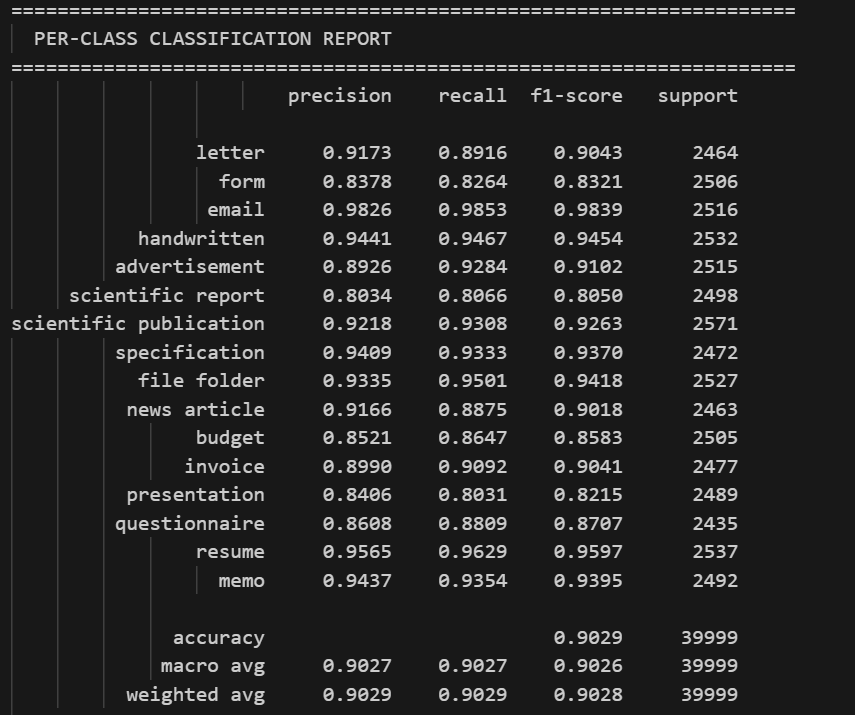 ====================================================================
PER-CLASS CLASSIFICATION REPORT
====================================================================
precision recall f1-score support
letter 0.9173 0.8916 0.9043 2464
form 0.8378 0.8264 0.8321 2506
email 0.9826 0.9853 0.9839 2516
handwritten 0.9441 0.9467 0.9454 2532
advertisement 0.8926 0.9284 0.9102 2515
scientific report 0.8034 0.8066 0.8050 2498
scientific publication 0.9218 0.9308 0.9263 2571
specification 0.9409 0.9333 0.9370 2472
file folder 0.9335 0.9501 0.9418 2527
news article 0.9166 0.8875 0.9018 2463
budget 0.8521 0.8647 0.8583 2505
invoice 0.8990 0.9092 0.9041 2477
presentation 0.8406 0.8031 0.8215 2489
questionnaire 0.8608 0.8809 0.8707 2435
resume 0.9565 0.9629 0.9597 2537
memo 0.9437 0.9354 0.9395 2492
accuracy 0.9029 39999
macro avg 0.9027 0.9027 0.9026 39999
weighted avg 0.9029 0.9029 0.9028 39999